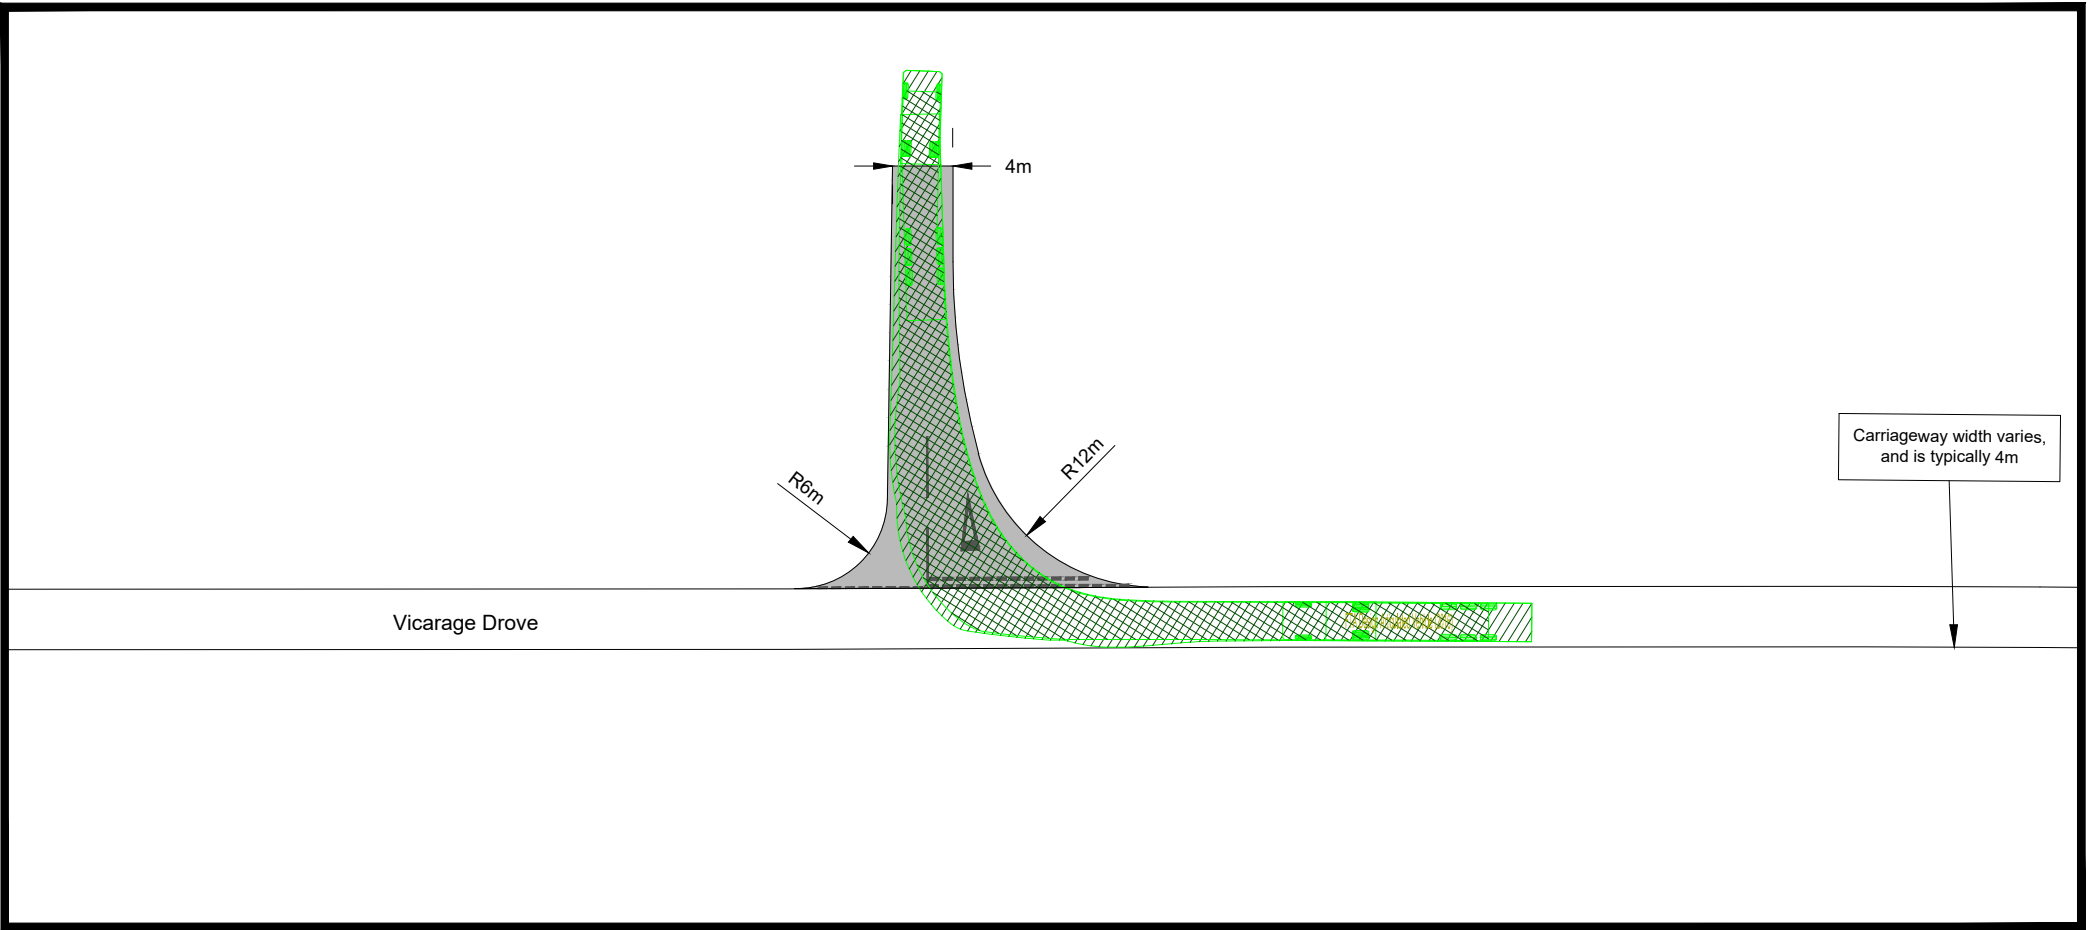 4m
R12m
R6m
Carriageway width varies,
and is typically 4m
Vicarage Drove